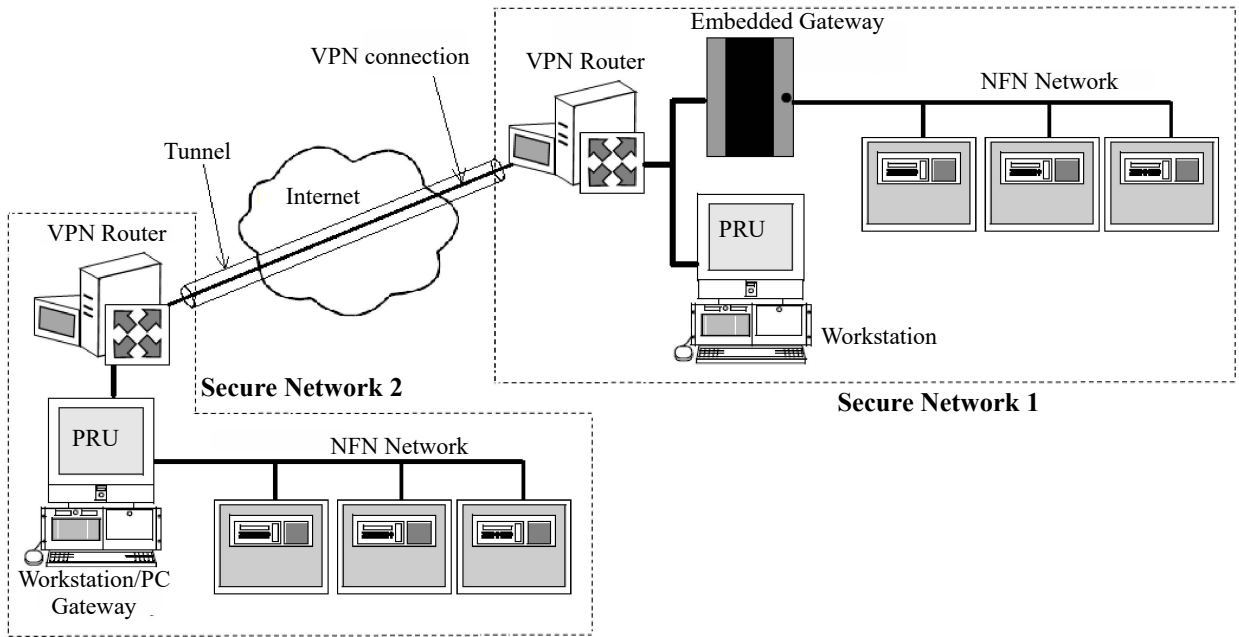 Embedded Gateway
VPN connection
VPN Router
NFN Network
Tunnel
Internet
PRU
VPN Router
Workstation
Secure Network 2
Secure Network 1
PRU
NFN Network
Workstation/PC
Gateway